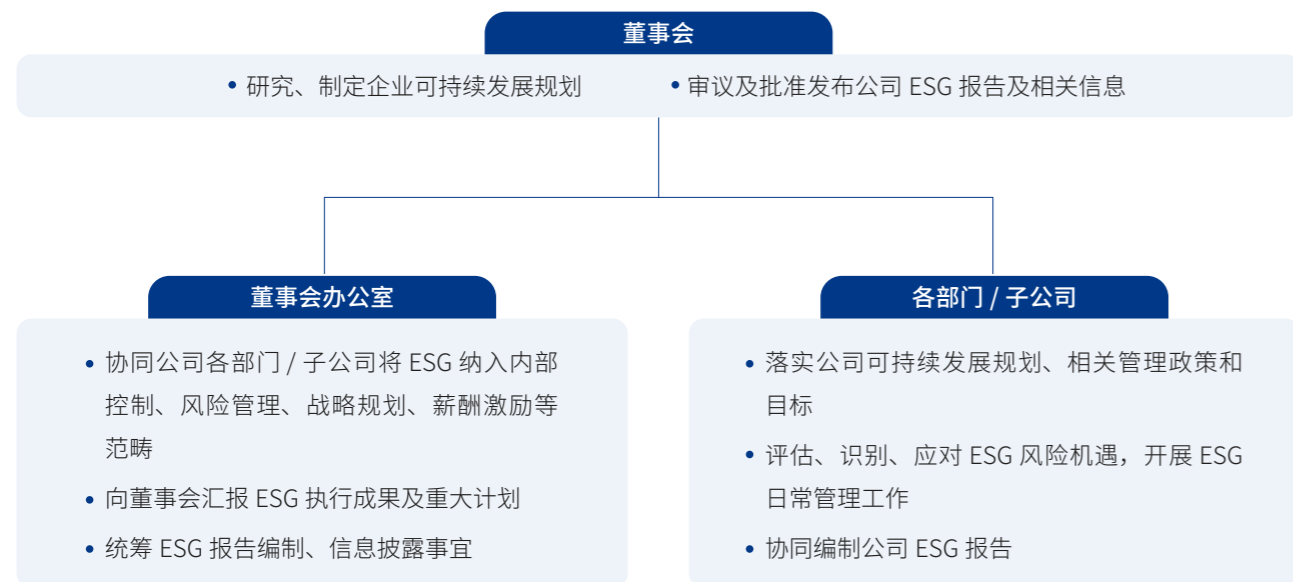 董事会
• 研究、制定企业可持续发展规划
• 审议及批准发布公司 ESG 报告及相关信息
董事会办公室
• 协同公司各部门 / 子公司将 ESG 纳入内部
控制、风险管理、战略规划、薪酬激励等
范畴
• 向董事会汇报 ESG 执行成果及重大计划
• 统筹 ESG 报告编制、信息披露事宜
各部门 / 子公司
• 落实公司可持续发展规划、相关管理政策和
目标
• 评估、识别、应对 ESG 风险机遇，开展 ESG
日常管理工作
• 协同编制公司 ESG 报告